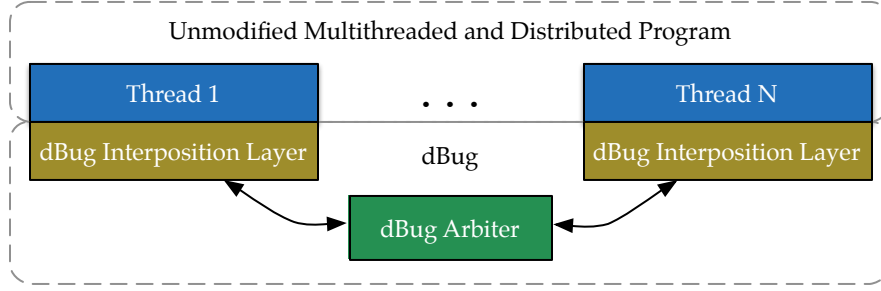 Unmodified Multithreaded and Distributed Program
Thread 1
. . .
Thread N
dBug Interposition Layer
dBug
dBug Interposition Layer
dBug Arbiter